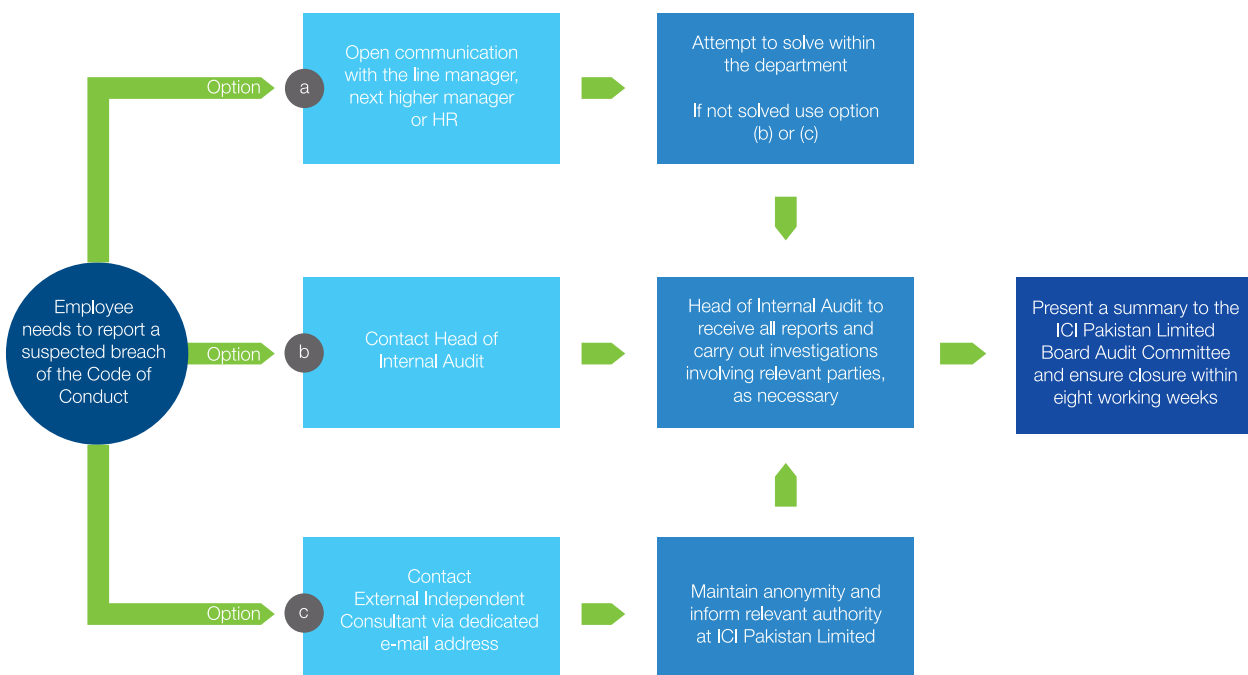 Option
a
Open communication
with the line manager,
next higher manager
or HR
Attempt to solve within
the department
If not solved use option
(b) or (c)
Employee
needs to report a
suspected breach
of the Code of
Conduct
Option
b
Contact Head of
Internal Audit
Head of Internal Audit to
receive all reports and
carry out investigations
involving relevant parties,
as necessary
Present a summary to the
ICI Pakistan Limited
Board Audit Committee
and ensure closure within
eight working weeks
Option
c
Contact
External Independent
Consultant via dedicated
e-mail address
Maintain anonymity and
inform relevant authority
at ICI Pakistan Limited